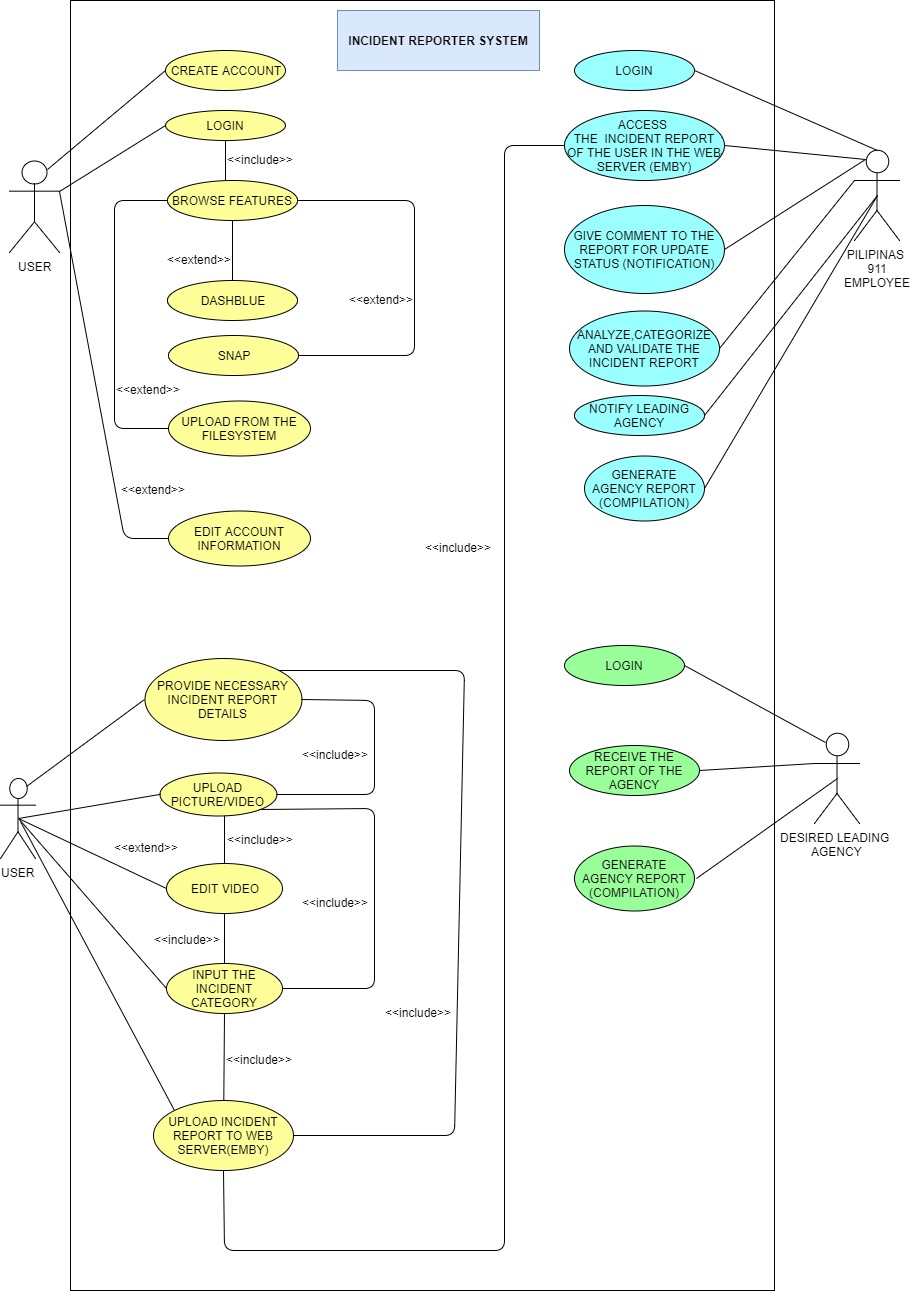 INCIDENT REPORTER SYSTEM
CREATE ACCOUNT
LOGIN
<<include>>
BROWSE FEATURES
<<extend>>
DASHBLUE
<<extend>>
SNAP
<<extend>>
UPLOAD FROM THE
FILESYSTEM
<<extend>>
EDIT ACCOUNT
INFORMATION
USER
LOGIN
ACCESS
THE INCIDENT REPORT
OF THE USER IN THE WEB
SERVER (EMBY)
GIVE COMMENT TO THE
REPORT FOR UPDATE
STATUS (NOTIFICATION)
ANALYZE,CATEGORIZE
AND VALIDATE THE
INCIDENT REPORT
NOTIFY LEADING
AGENCY
GENERATE
AGENCY REPORT
(COMPILATION)
PILIPINAS
911
EMPLOYEE
<<include>>
PROVIDE NECESSARY
INCIDENT REPORT
DETAILS
<<include>>
UPLOAD
PICTURE/VIDEO
<<include>>
<<extend>>
EDIT VIDEO
<<include>>
<<include>>
INPUT THE
INCIDENT
CATEGORY
<<include>>
<<include>>
UPLOAD INCIDENT
REPORT TO WEB
SERVER(EMBY)
USER
LOGIN
RECEIVE THE
REPORT OF THE
AGENCY
GENERATE
AGENCY REPORT
(COMPILATION)
DESIRED LEADING
AGENCY